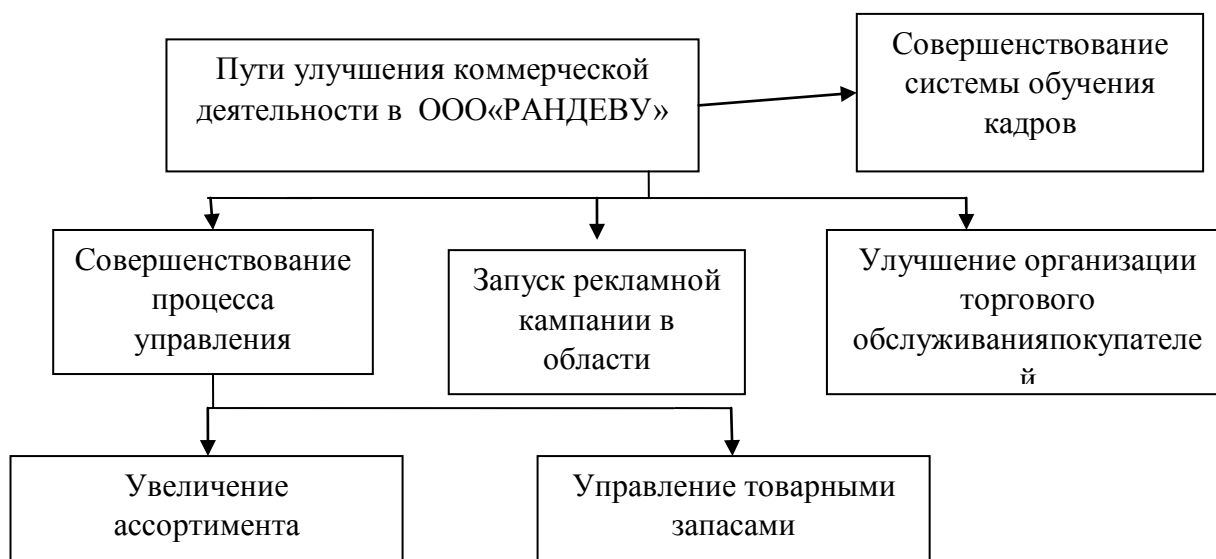 Пути улучшения коммерческой
деятельности в ООО«РАНДЕВУ»
Совершенствование
системы обучения
кадров
Совершенствование
процесса
управления
Запуск рекламной
кампании в
области
Улучшение организации
торгового
обслуживанияпокупателе
й
Увеличение
ассортимента
Управление товарными
запасами